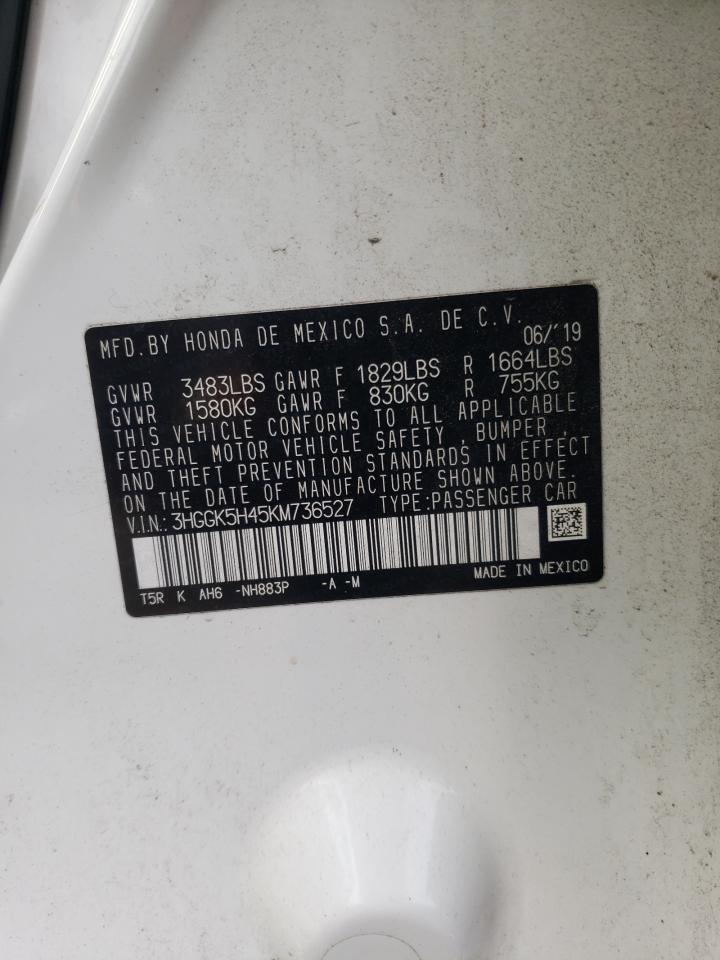 MFD. BY HONDA DE MEXICO S.A. DE C.V.
06/'19
GVWR 3483LBS GAWR F 1829LBS R 1664LBS
GVWR 1580KG GAWR F 830KG R 755KG
THIS VEHICLE CONFORMS TO ALL APPLICABLE
FEDERAL MOTOR VEHICLE SAFETY , BUMPER ,
AND THEFT PREVENTION STANDARDS IN EFFECT
ON THE DATE OF MANUFACTURE SHOWN ABOVE.
V.I.N.: 3HGGK5H45KM736527 TYPE:PASSENGER CAR
T5R K AH6 -NH883P -A -M MADE IN MEXICO